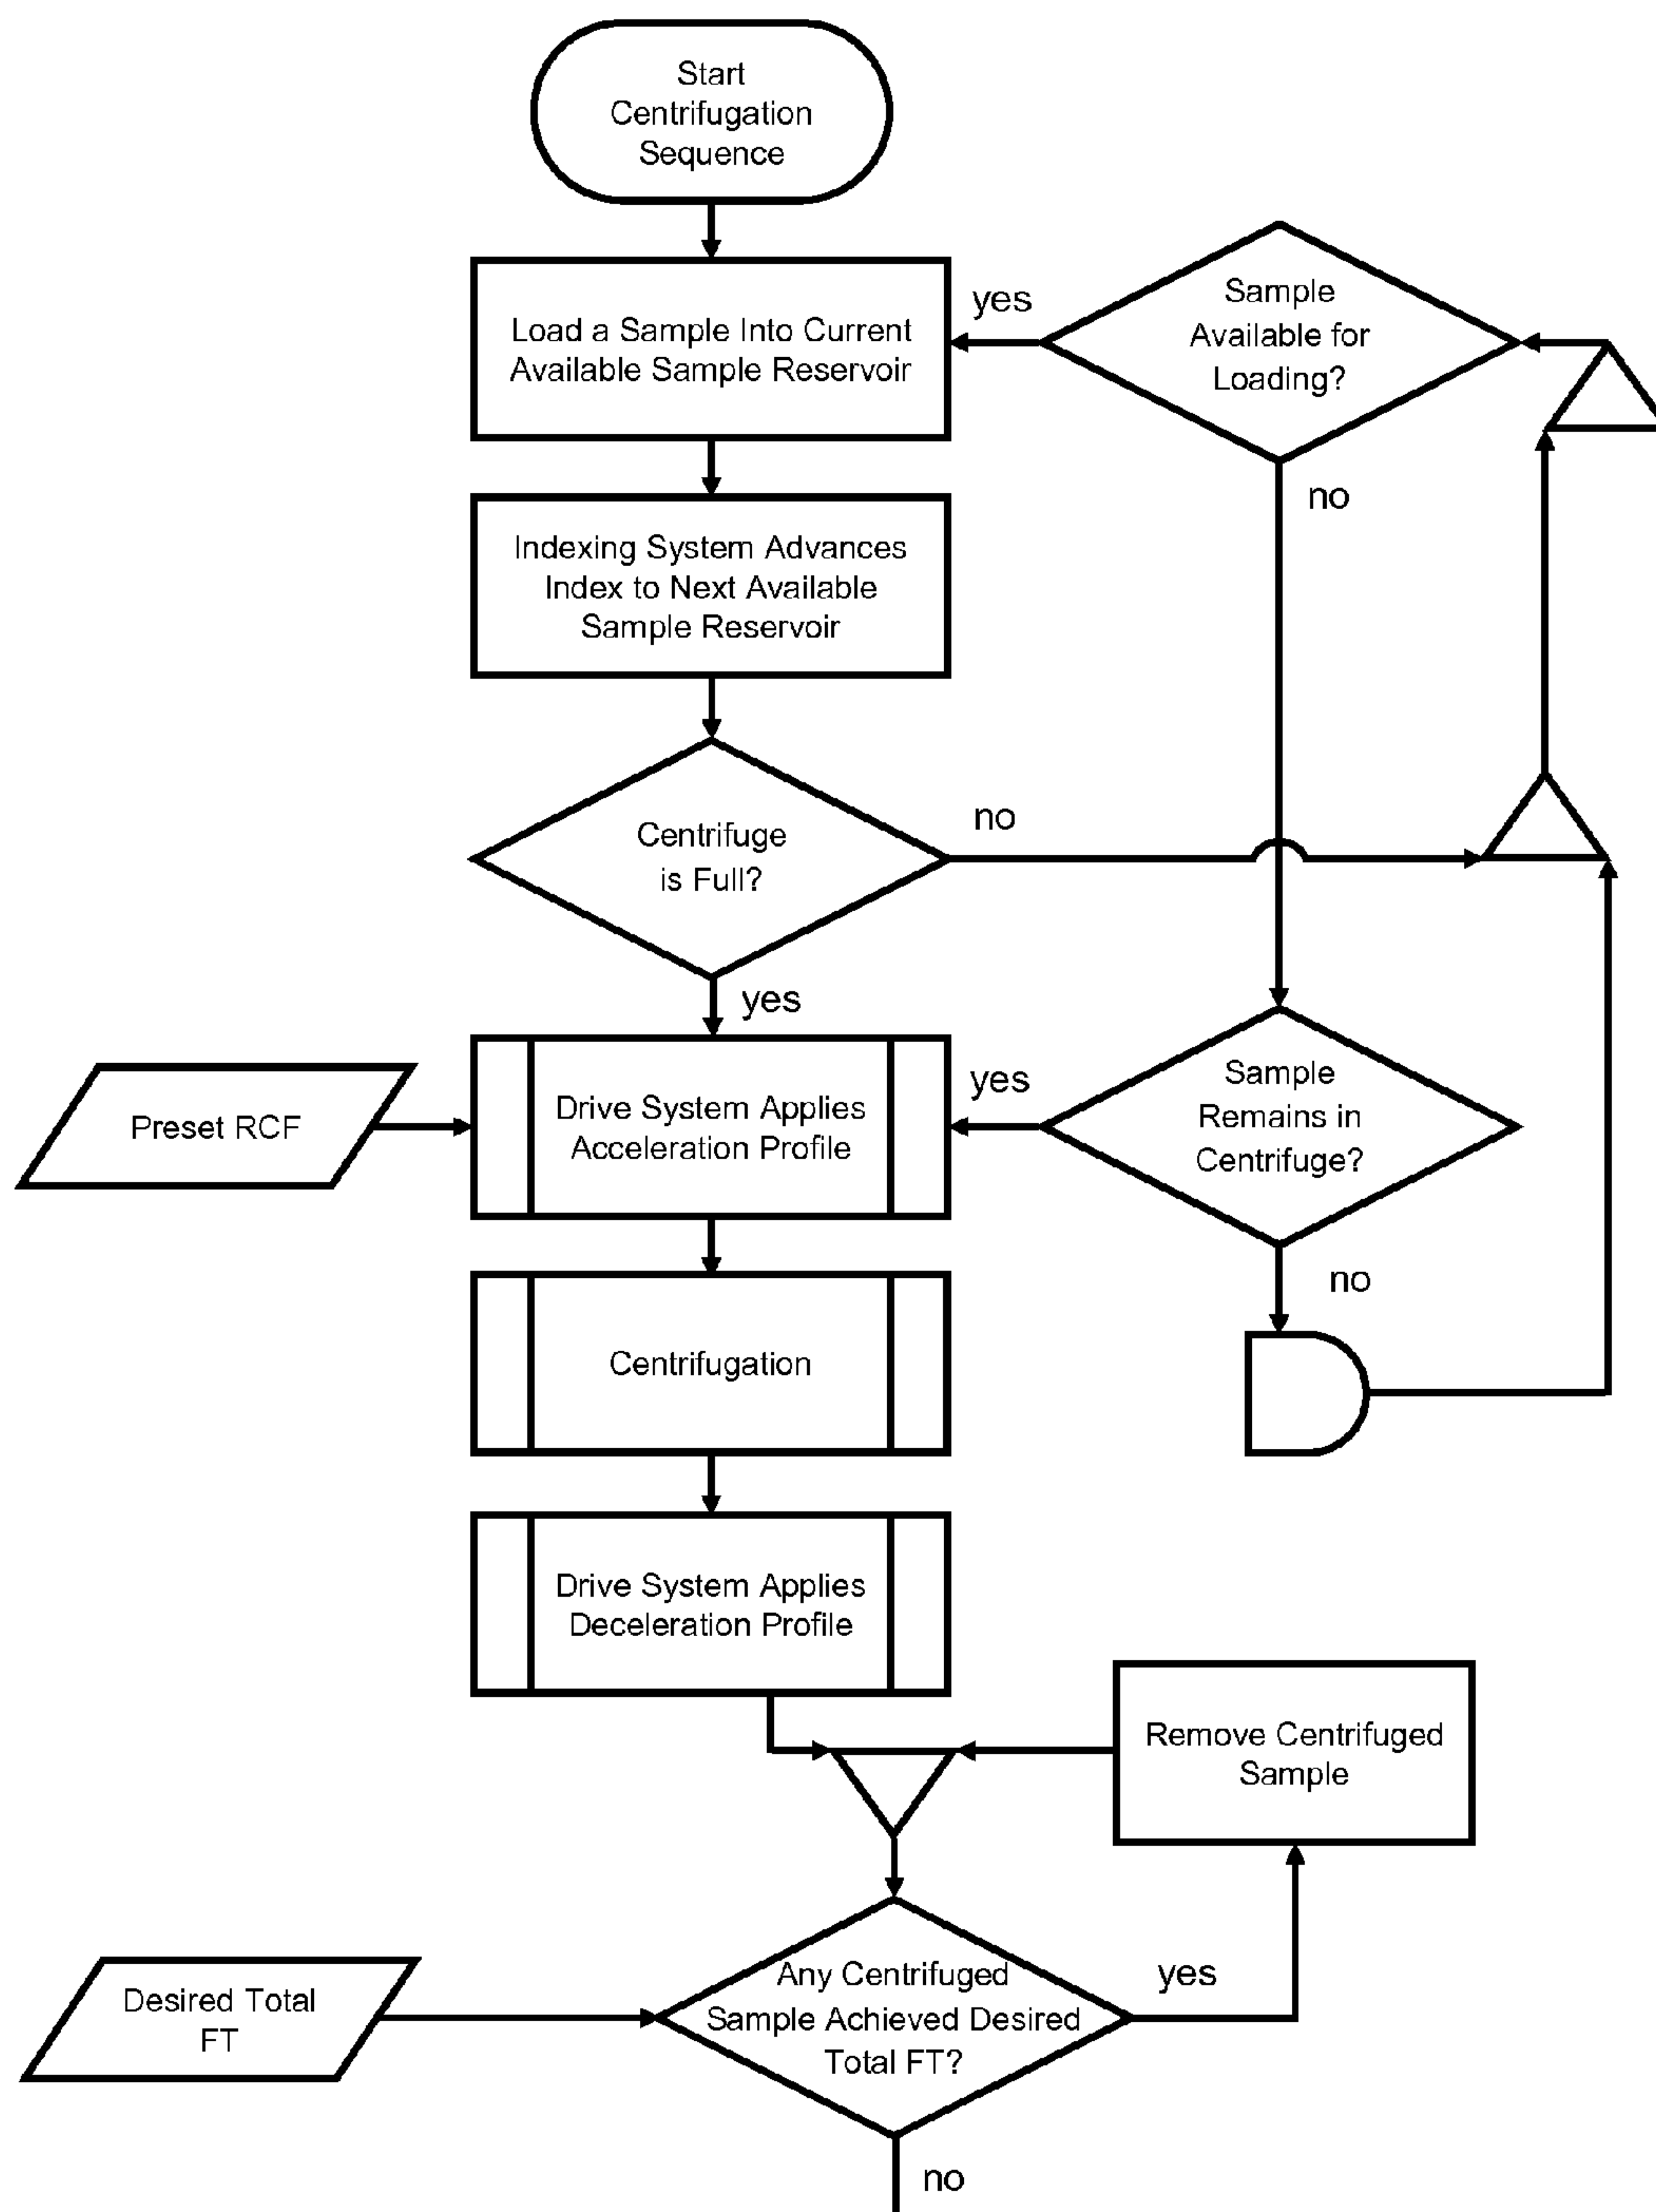 Start
Centrifugation
Sequence
Load a Sample Into Current
Available Sample Reservoir
yes
Sample
Available for
Loading?
no
Indexing System Advances
Index to Next Available
Sample Reservoir
Centrifuge
is Full?
no
yes
Preset RCF
Drive System Applies
Acceleration Profile
yes
Sample
Remains in
Centrifuge?
no
Centrifugation
Drive System Applies
Deceleration Profile
Remove Centrifuged
Sample
Desired Total
FT
Any Centrifuged
Sample Achieved Desired
Total FT?
yes
no